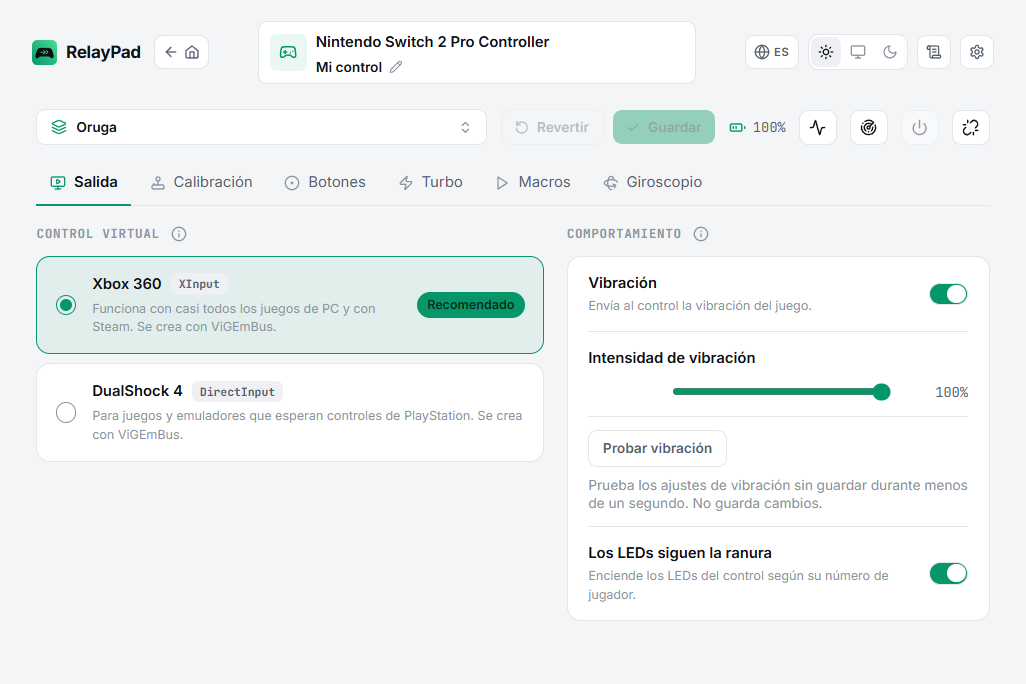 RelayPad
Nintendo Switch 2 Pro Controller
Mi control
ES
Oruga
Revertir
Guardar
100%
Salida
Calibración
Botones
Turbo
Macros
Giroscopio
CONTROL VIRTUAL
Xbox 360 XInput
Funciona con casi todos los juegos de PC y con
Steam. Se crea con ViGEmBus.
Recomendado
DualShock 4 DirectInput
Para juegos y emuladores que esperan controles de PlayStation. Se crea
con ViGEmBus.
COMPORTAMIENTO
Vibración
Envía al control la vibración del juego.
Intensidad de vibración
100%
Probar vibración
Prueba los ajustes de vibración sin guardar durante menos
de un segundo. No guarda cambios.
Los LEDs siguen la ranura
Enciende los LEDs del control según su número de
jugador.